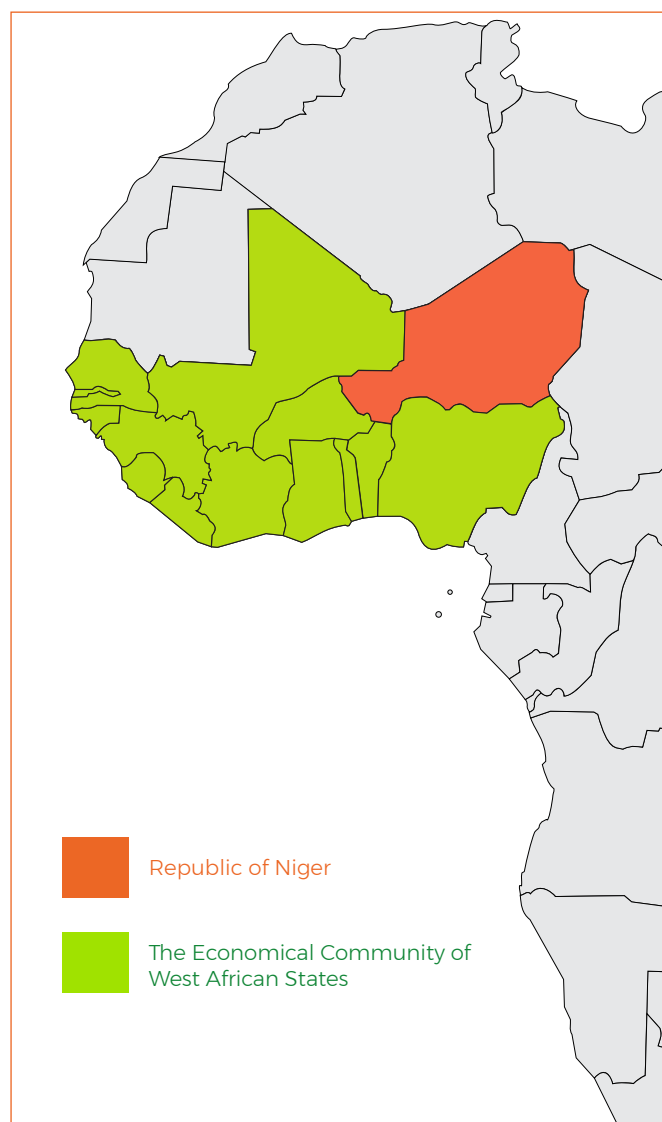 Republic of Niger
The Economical Community of
West African States